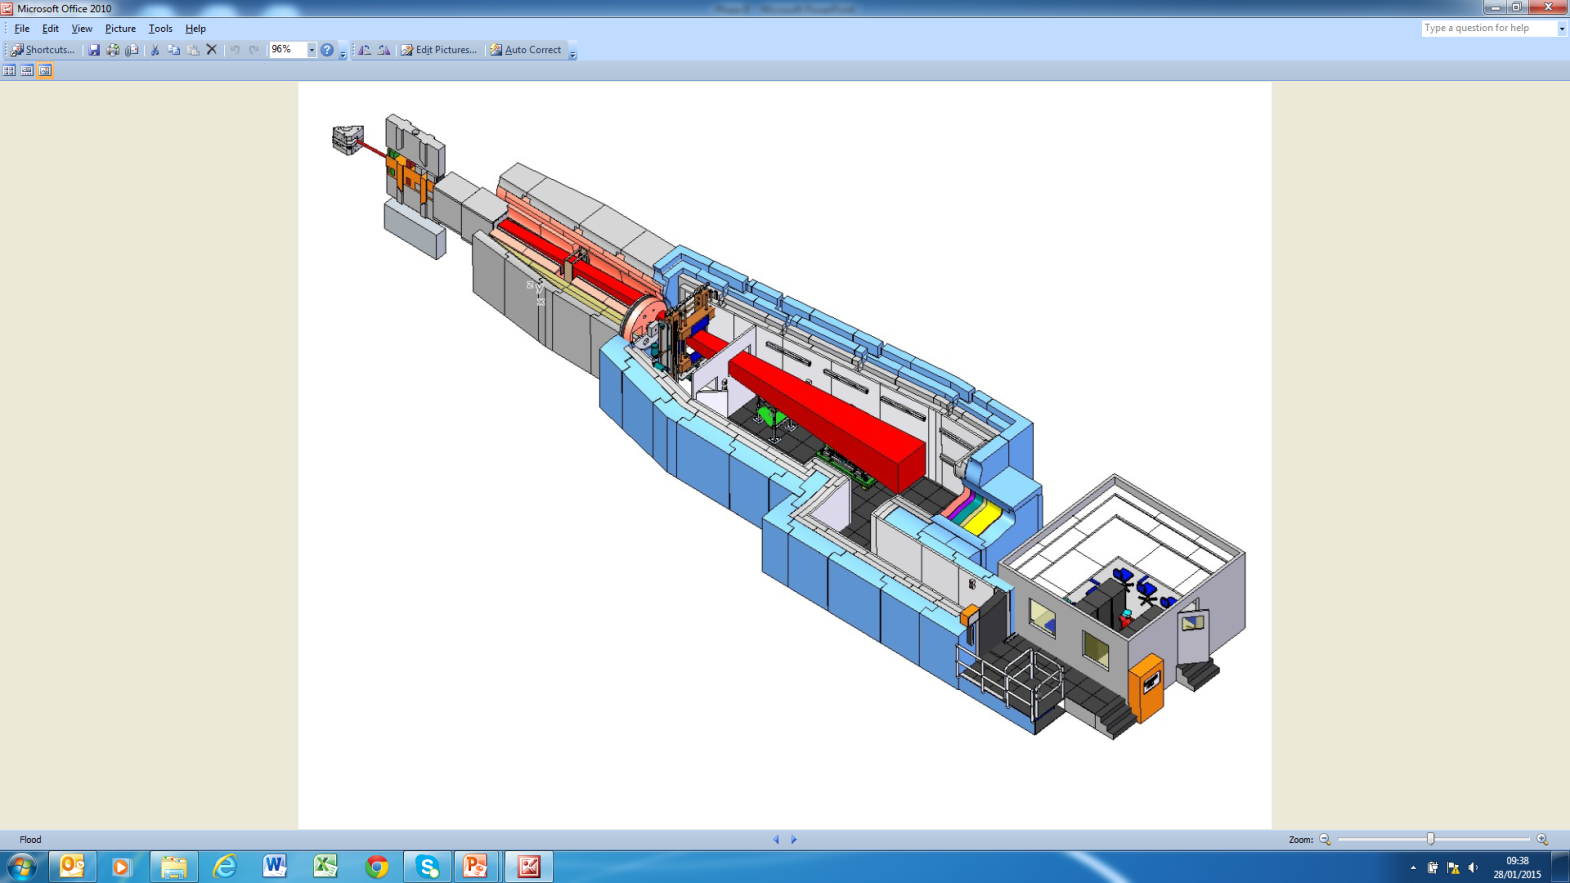 Microsoft Office 2010
File Edit View Picture Tools Help
Type a question for help
Shortcuts... 96% Edit Pictures... Auto Correct
Flood
Zoom:
09:38
28/01/2015